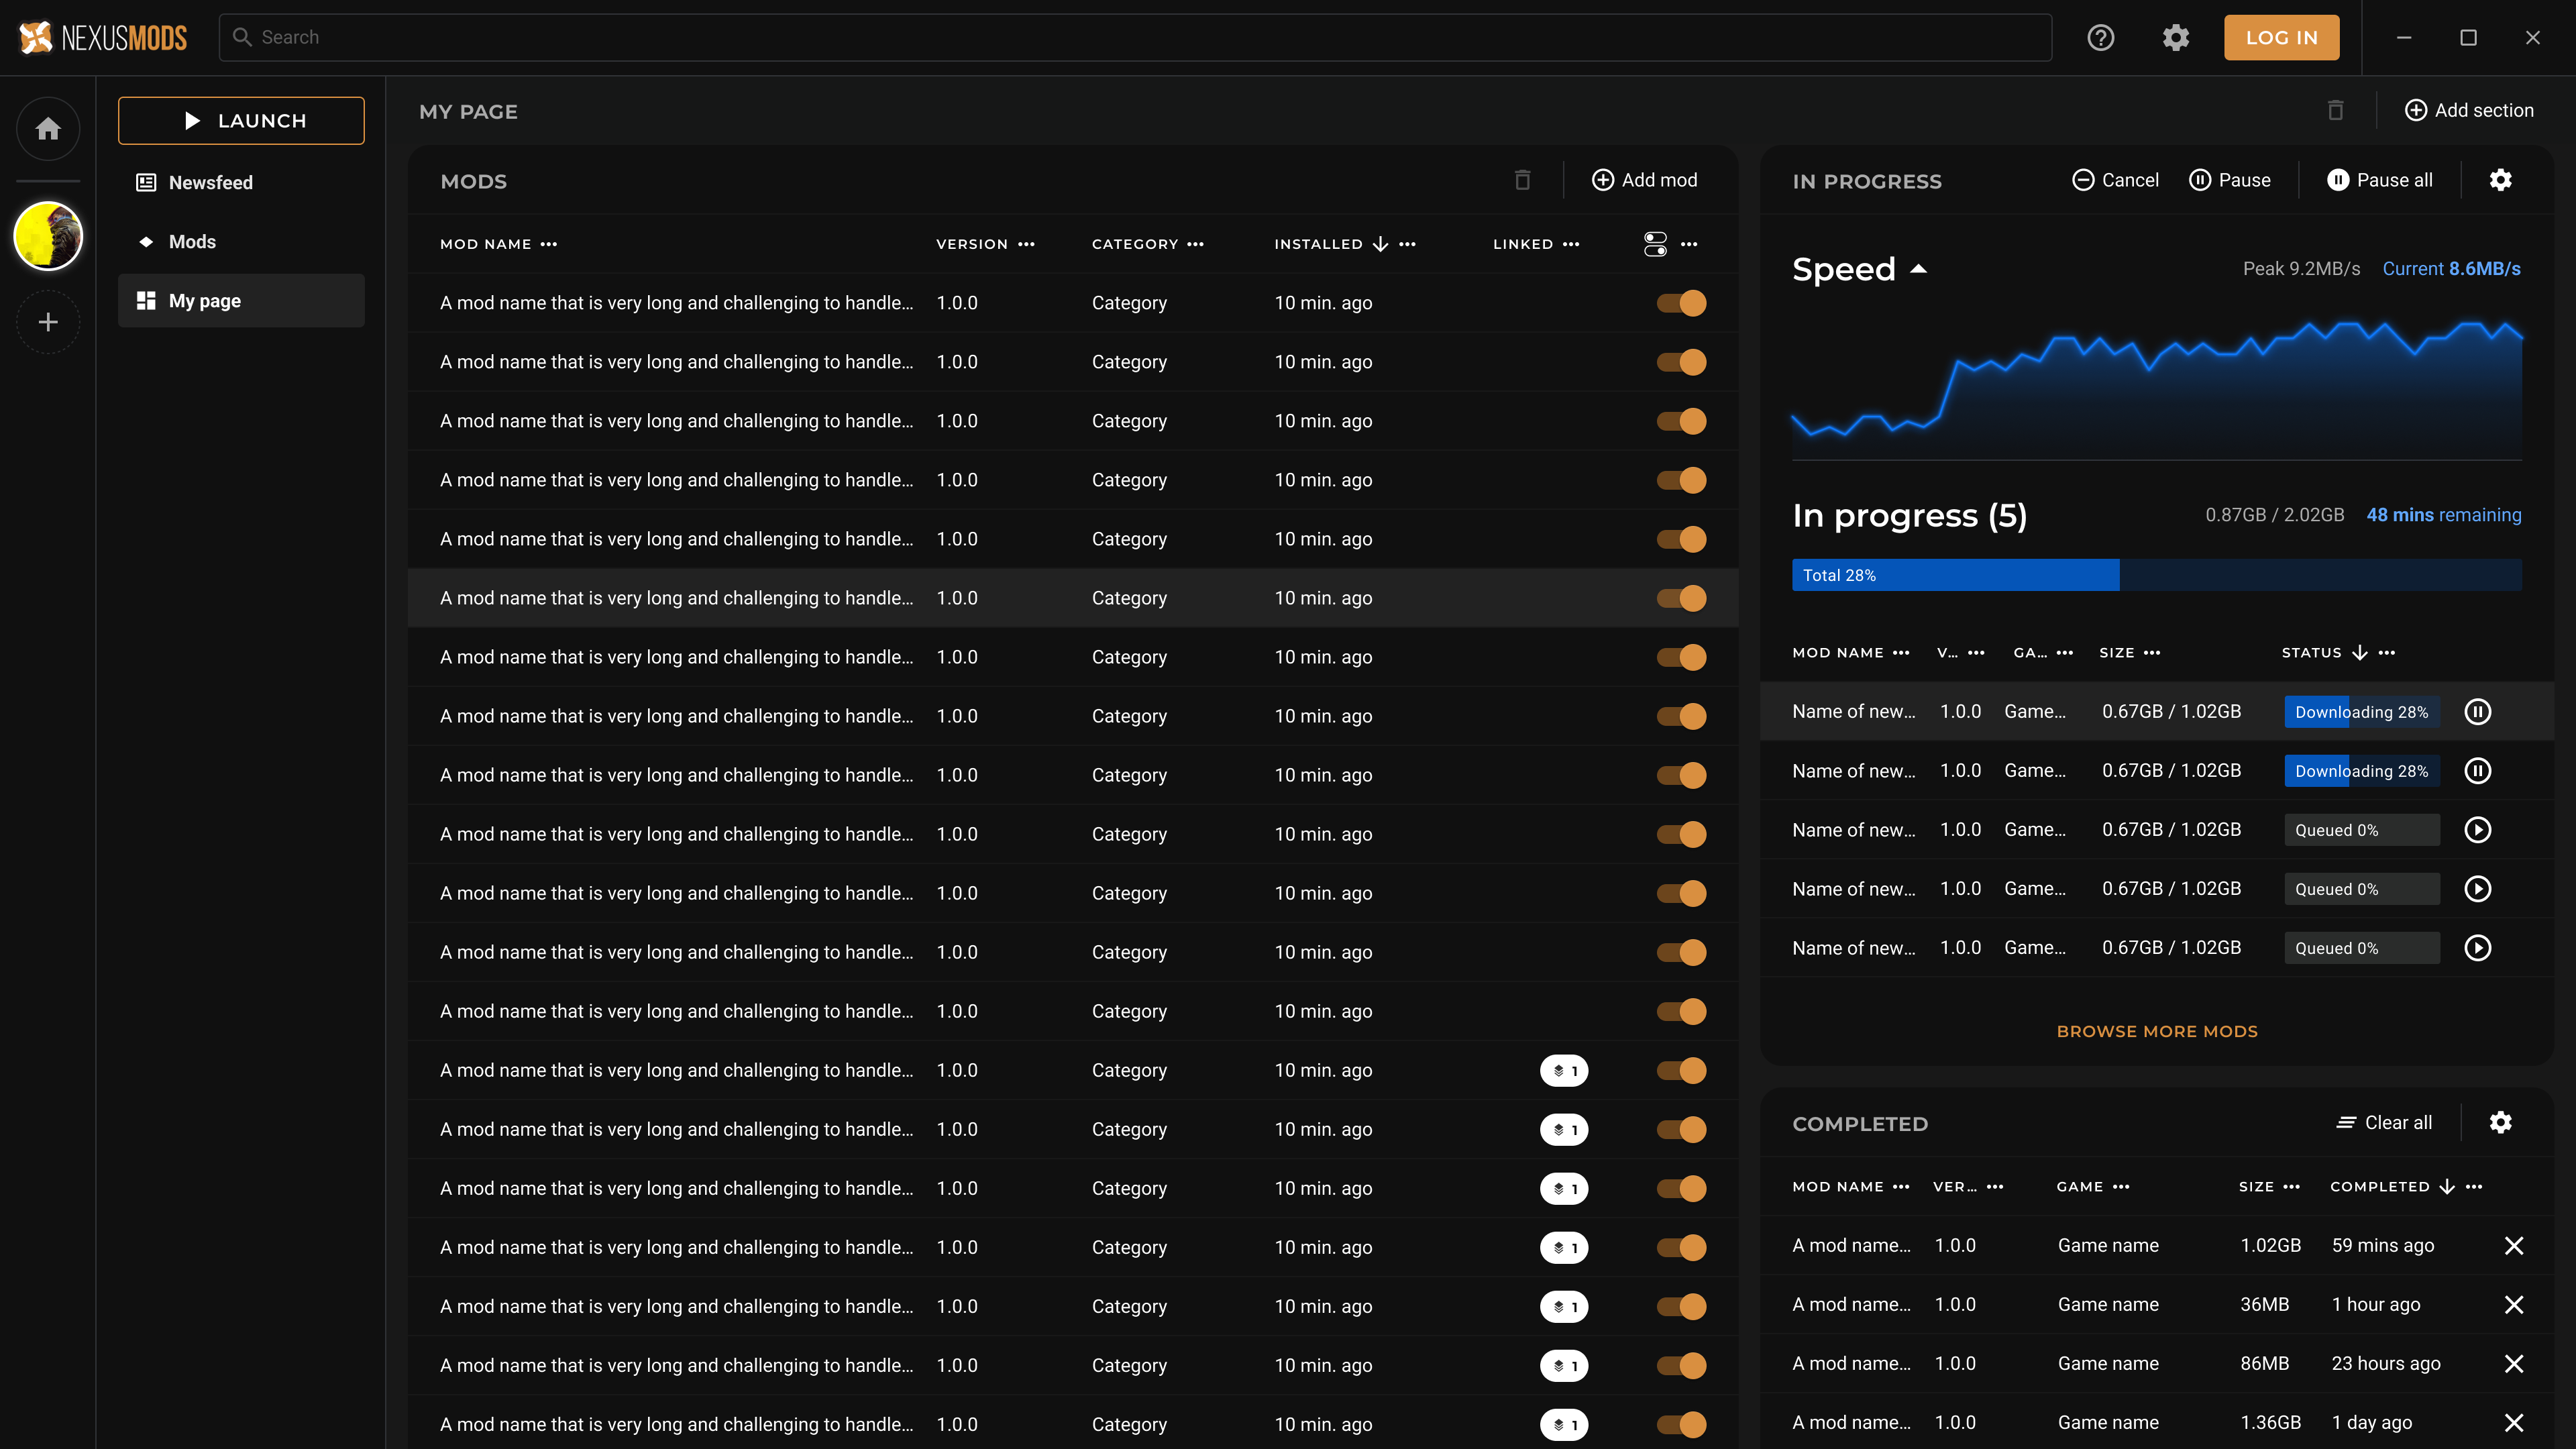 NEXUSMODS
Search
LOG IN
LAUNCH
Newsfeed
Mods
My page
MY PAGE
Add section
MODS
Add mod
MOD NAME VERSION CATEGORY INSTALLED LINKED
A mod name that is very long and challenging to handle... 1.0.0 Category 10 min. ago
A mod name that is very long and challenging to handle... 1.0.0 Category 10 min. ago
A mod name that is very long and challenging to handle... 1.0.0 Category 10 min. ago
A mod name that is very long and challenging to handle... 1.0.0 Category 10 min. ago
A mod name that is very long and challenging to handle... 1.0.0 Category 10 min. ago
A mod name that is very long and challenging to handle... 1.0.0 Category 10 min. ago
A mod name that is very long and challenging to handle... 1.0.0 Category 10 min. ago
A mod name that is very long and challenging to handle... 1.0.0 Category 10 min. ago
A mod name that is very long and challenging to handle... 1.0.0 Category 10 min. ago
A mod name that is very long and challenging to handle... 1.0.0 Category 10 min. ago
A mod name that is very long and challenging to handle... 1.0.0 Category 10 min. ago
A mod name that is very long and challenging to handle... 1.0.0 Category 10 min. ago
A mod name that is very long and challenging to handle... 1.0.0 Category 10 min. ago
A mod name that is very long and challenging to handle... 1.0.0 Category 10 min. ago 1
A mod name that is very long and challenging to handle... 1.0.0 Category 10 min. ago 1
A mod name that is very long and challenging to handle... 1.0.0 Category 10 min. ago 1
A mod name that is very long and challenging to handle... 1.0.0 Category 10 min. ago 1
A mod name that is very long and challenging to handle... 1.0.0 Category 10 min. ago 1
A mod name that is very long and challenging to handle... 1.0.0 Category 10 min. ago 1
A mod name that is very long and challenging to handle... 1.0.0 Category 10 min. ago 1
IN PROGRESS Cancel Pause Pause all
Speed Peak 9.2MB/s Current 8.6MB/s
In progress (5) 0.87GB / 2.02GB 48 mins remaining
Total 28%
MOD NAME V... GA... SIZE STATUS
Name of new... 1.0.0 Game... 0.67GB / 1.02GB Downloading 28%
Name of new... 1.0.0 Game... 0.67GB / 1.02GB Downloading 28%
Name of new... 1.0.0 Game... 0.67GB / 1.02GB Queued 0%
Name of new... 1.0.0 Game... 0.67GB / 1.02GB Queued 0%
Name of new... 1.0.0 Game... 0.67GB / 1.02GB Queued 0%
BROWSE MORE MODS
COMPLETED Clear all
MOD NAME VER... GAME SIZE COMPLETED
A mod name... 1.0.0 Game name 1.02GB 59 mins ago
A mod name... 1.0.0 Game name 36MB 1 hour ago
A mod name... 1.0.0 Game name 86MB 23 hours ago
A mod name... 1.0.0 Game name 1.36GB 1 day ago